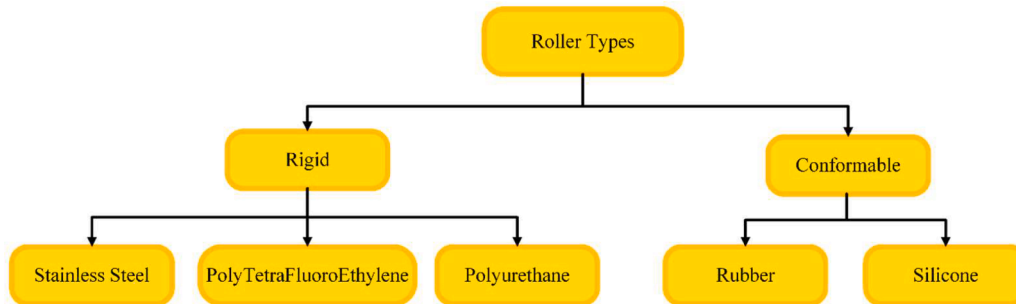 Roller Types
Rigid
Conformable
Stainless Steel
PolyTetraFluoroEthylene
Polyurethane
Rubber
Silicone